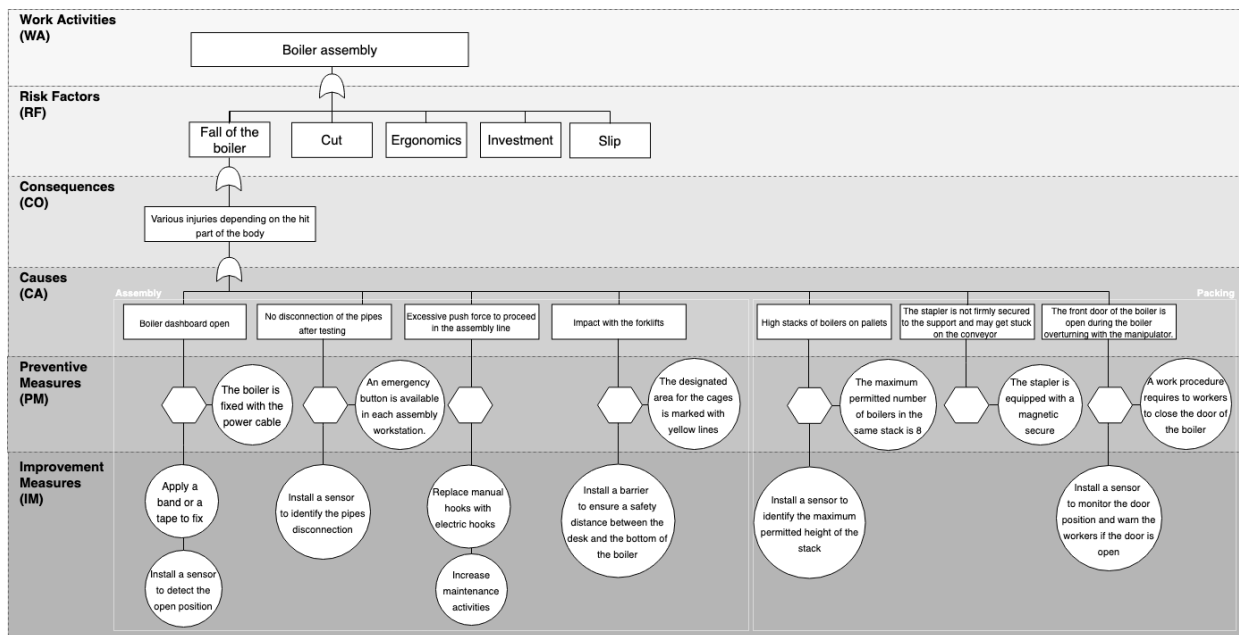 Work Activities
(WA)
Boiler assembly
Risk Factors
(RF)
Fall of the
boiler
Cut
Ergonomics
Investment
Slip
Consequences
(CO)
Various injuries depending on the hit
part of the body
Causes
(CA)
Assembly
Packing
Boiler dashboard open
No disconnection of the pipes
after testing
Excessive push force to proceed
in the assembly line
Impact with the forklifts
High stacks of boilers on pallets
The stapler is not firmly secured
to the support and may get stuck
on the conveyor
The front door of the boiler is
open during the boiler
overturning with the manipulator.
Preventive
Measures
(PM)
The boiler is
fixed with the
power cable
An emergency
button is available
in each assembly
workstation.
The designated
area for the cages
is marked with
yellow lines
The maximum
permitted number
of boilers in the
same stack is 8
The stapler is
equipped with a
magnetic
secure
A work procedure
requires to workers
to close the door of
the boiler
Improvement
Measures
(IM)
Apply a
band or a
tape to fix
Install a sensor
to detect the
open position
Install a sensor
to identify the pipes
disconnection
Replace manual
hooks with
electric hooks
Increase
maintenance
activities
Install a barrier
to ensure a safety
distance between the
desk and the bottom of
the boiler
Install a sensor to
identify the maximum
permitted height of the
stack
Install a sensor
to monitor the door
position and warn the
workers if the door is
open